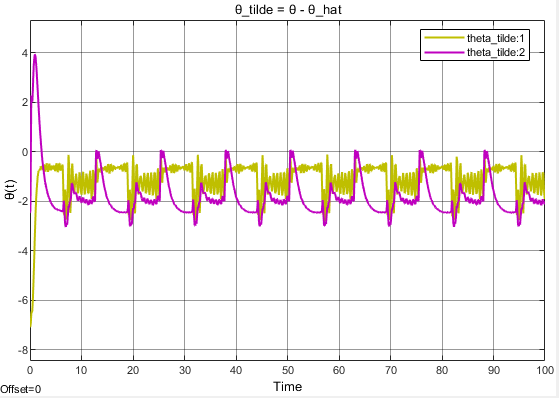 θ_tilde = θ - θ_hat
theta_tilde:1
theta_tilde:2
4
2
0
-2
-4
-6
-8
θ(t)
0 10 20 30 40 50 60 70 80 90 100
Time
Offset=0